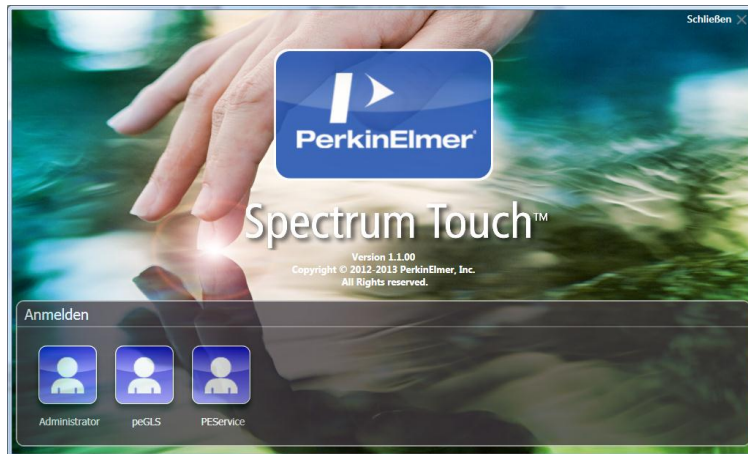 Schließen
PerkinElmer
Spectrum Touch™
Version 1.1.00
Copyright © 2012-2013 PerkinElmer, Inc.
All Rights reserved.
Anmelden
Administrator peGLS PEService